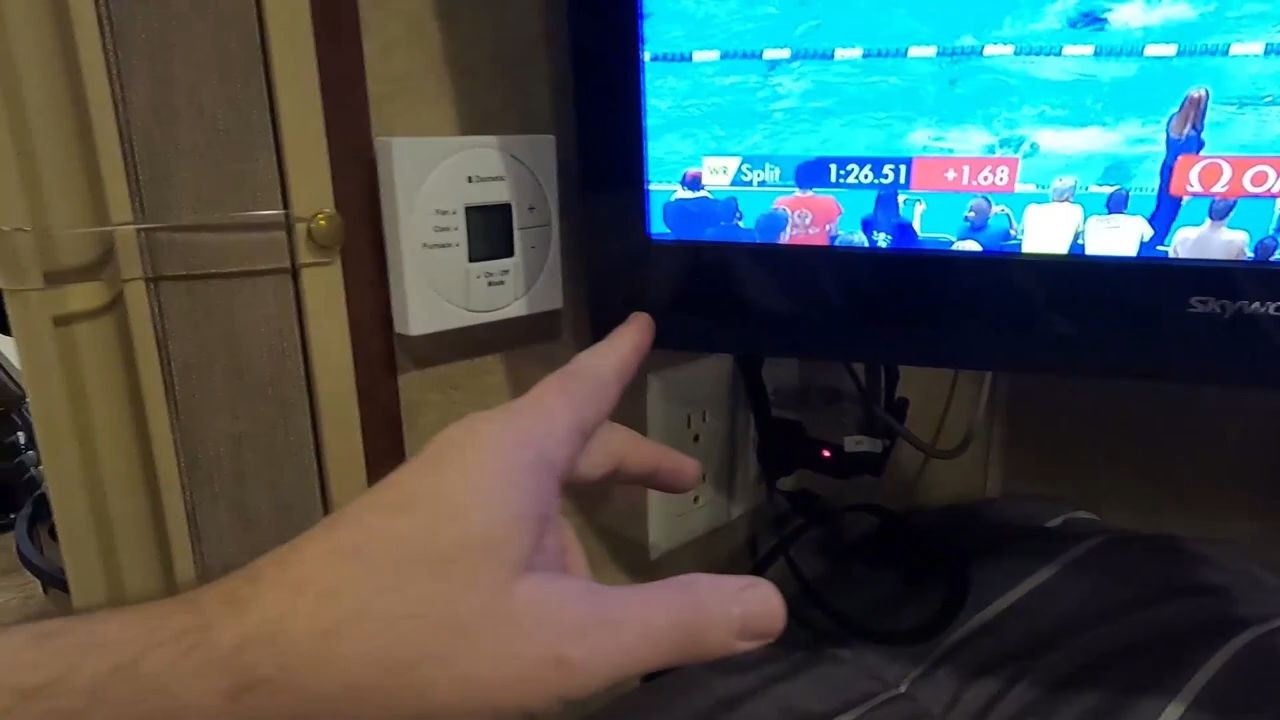 Dometic
Fan
Cool
Furnace
+
-
On / Off
Mode
WR Split 1:26.51 +1.68
Ω
Skywo